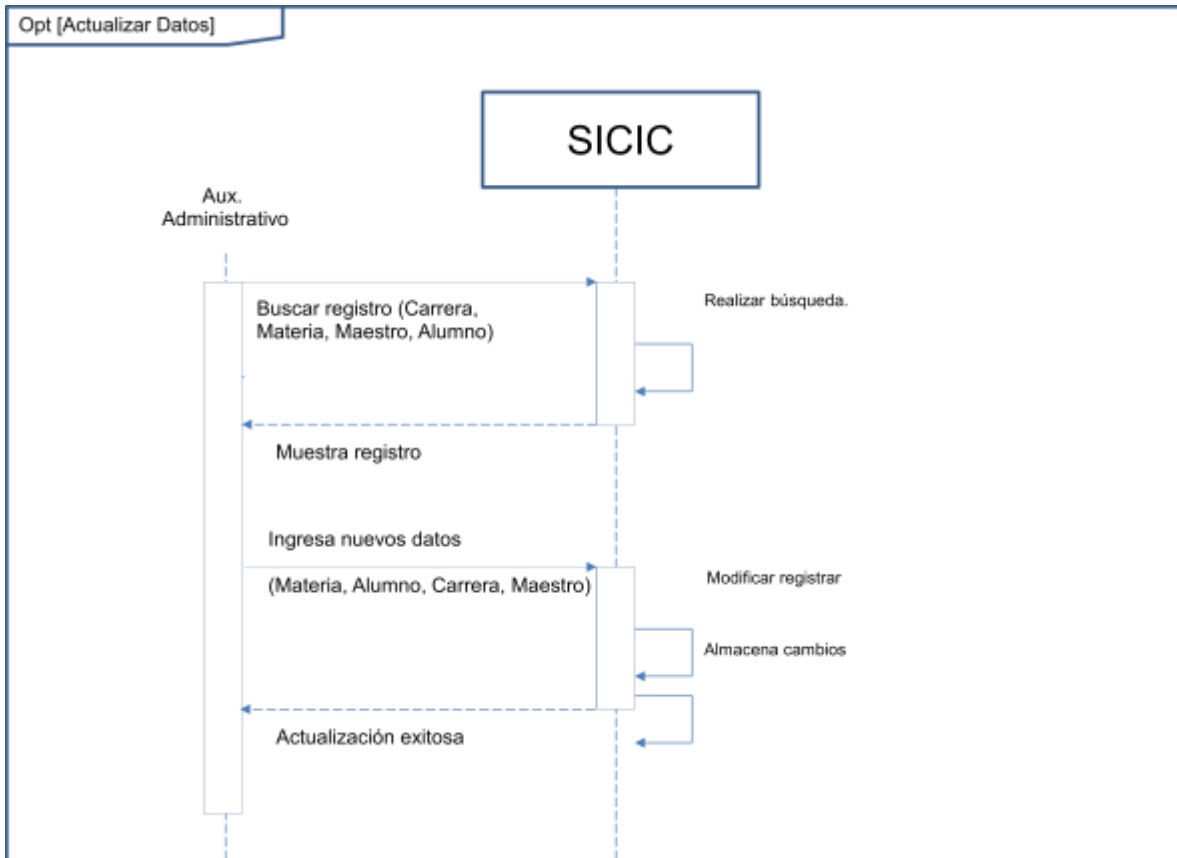 Opt [Actualizar Datos]
SICIC
Aux.
Administrativo
Buscar registro (Carrera,
Materia, Maestro, Alumno)
Realizar búsqueda.
Muestra registro
Ingresa nuevos datos
(Materia, Alumno, Carrera, Maestro)
Modificar registrar
Almacena cambios
Actualización exitosa